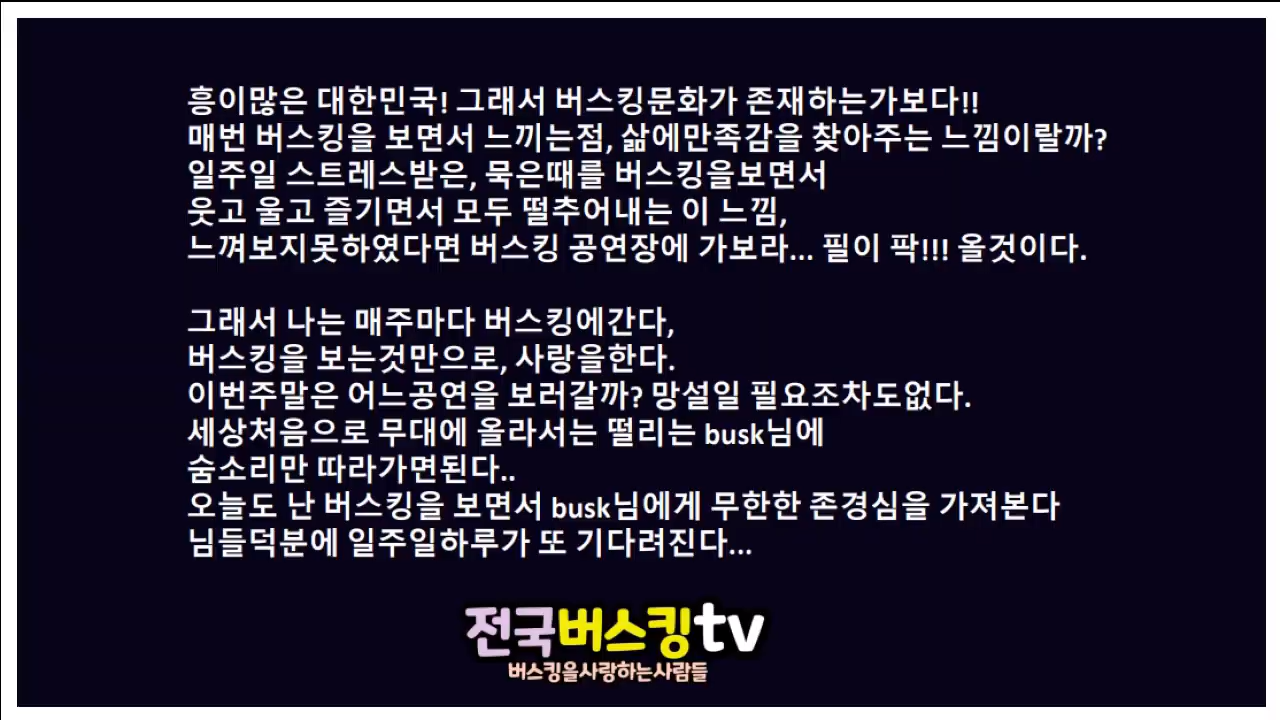 흥이많은 대한민국! 그래서 버스킹문화가 존재하는가보다!!
매번 버스킹을 보면서 느끼는점, 삶에만족감을 찾아주는 느낌이랄까?
일주일 스트레스받은, 묵은때를 버스킹을보면서
웃고 울고 즐기면서 모두 떨추어내는 이 느낌,
느껴보지못하였다면 버스킹 공연장에 가보라... 필이 팍!!! 올것이다.
그래서 나는 매주마다 버스킹에간다,
버스킹을 보는것만으로, 사랑을한다.
이번주말은 어느공연을 보러갈까? 망설일 필요조차도없다.
세상처음으로 무대에 올라서는 떨리는 busk님에
숨소리만 따라가면된다..
오늘도 난 버스킹을 보면서 busk님에게 무한한 존경심을 가져본다
님들덕분에 일주일하루가 또 기다려진다...
전국버스킹tv
버스킹을사랑하는사람들